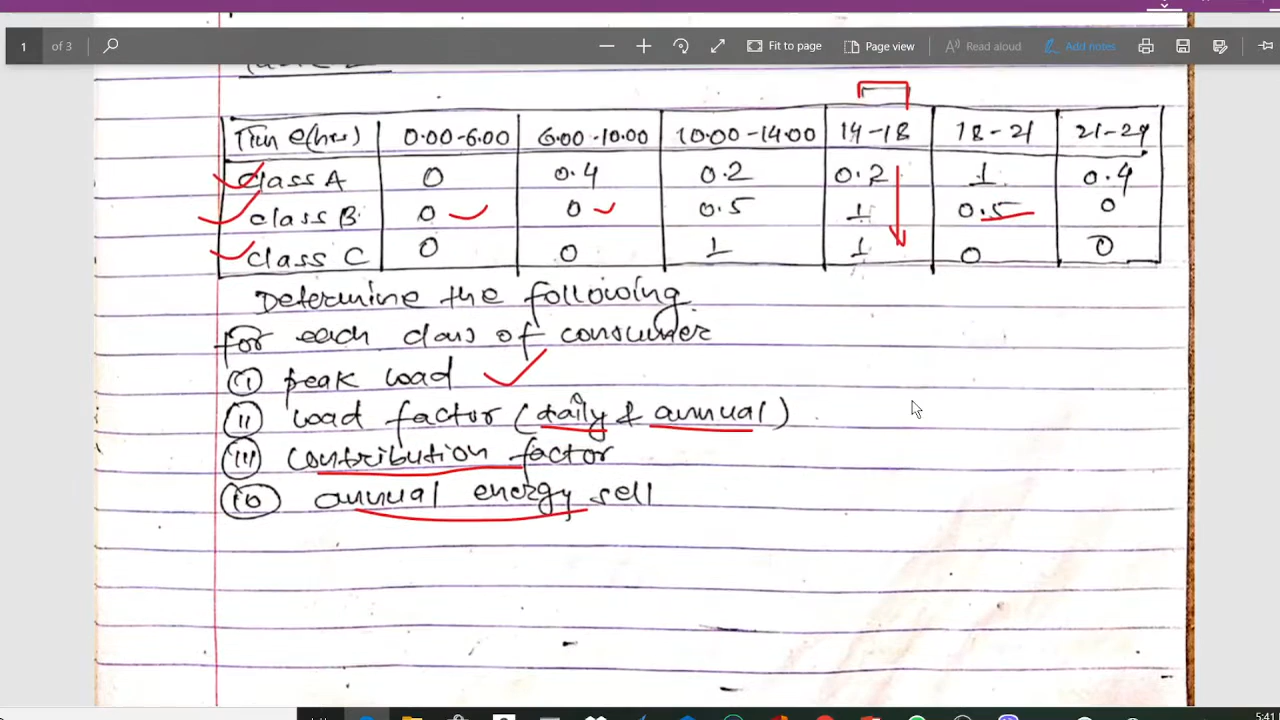 1 of 3 Fit to page Page view Read aloud Add notes
Time(hrs) 0.00-6.00 6.00-10.00 10.00-14.00 14-18 18-21 21-24
class A 0 0.4 0.2 0.2 1 0.4
class B 0 0 0.5 1 0.5 0
class C 0 0 1 1 0 0
Determine the following
for each class of consumer
(i) peak load
(ii) load factor (daily & annual)
(iii) contribution factor
(iv) annual energy sell
5:41